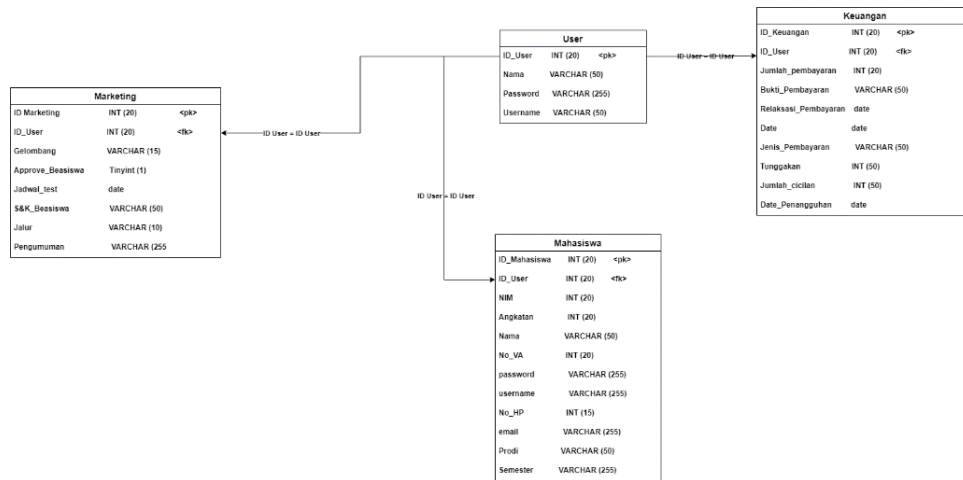 Keuangan
ID_Keuangan INT (20) <pk>
ID_User INT (20) <fk>
Jumlah_pembayaran INT (20)
Bukti_Pembayaran VARCHAR (50)
Relaksasi_Pembayaran date
Date date
Jenis_Pembayaran VARCHAR (50)
Tunggakan INT (50)
Jumlah_cicilan INT (50)
Date_Penangguhan date
User
ID_User INT (20) <pk>
Nama VARCHAR (50)
Password VARCHAR (255)
Username VARCHAR (50)
ID User = ID User
Marketing
ID Marketing INT (20) <pk>
ID_User INT (20) <fk>
Gelombang VARCHAR (15)
Approve_Beasiswa Tinyint (1)
Jadwal_test date
S&K_Beasiswa VARCHAR (50)
Jalur VARCHAR (10)
Pengumuman VARCHAR (255
ID User = ID User
ID User = ID User
Mahasiswa
ID_Mahasiswa INT (20) <pk>
ID_User INT (20) <fk>
NIM INT (20)
Angkatan INT (20)
Nama VARCHAR (50)
No_VA INT (20)
password VARCHAR (255)
username VARCHAR (255)
No_HP INT (15)
email VARCHAR (255)
Prodi VARCHAR (50)
Semester VARCHAR (255)